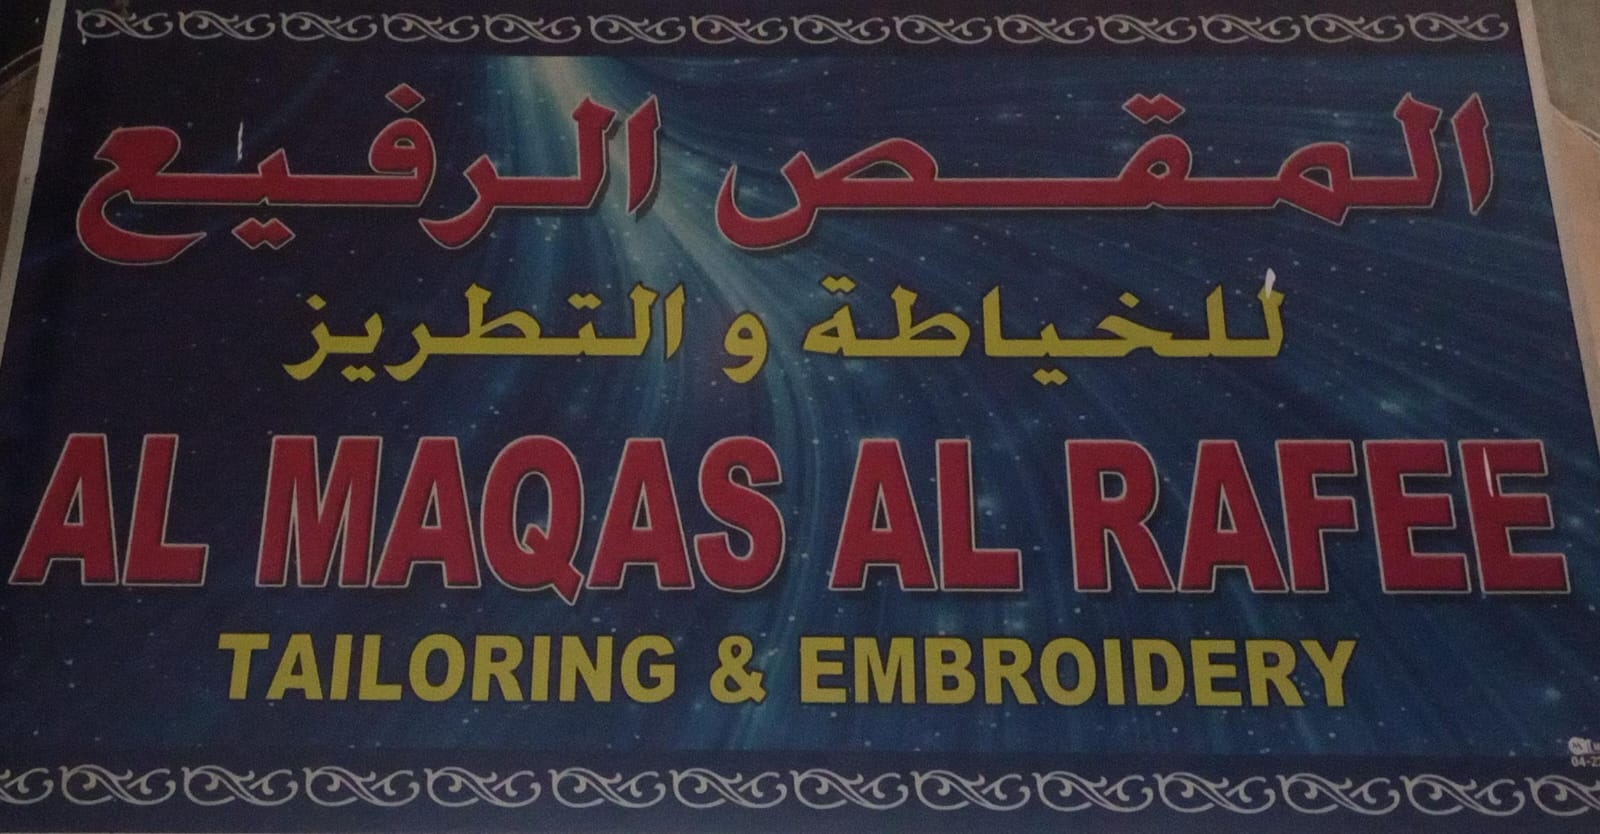 المقص الرفيع
للخياطة و التطريز
AL MAQAS AL RAFEE
TAILORING & EMBROIDERY